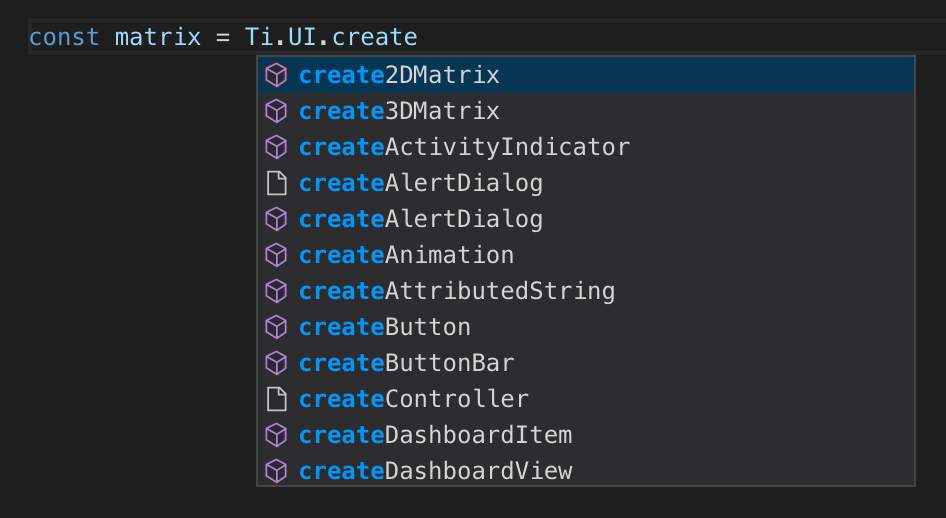 const matrix = Ti.UI.create
create2DMatrix
create3DMatrix
createActivityIndicator
createAlertDialog
createAlertDialog
createAnimation
createAttributedString
createButton
createButtonBar
createController
createDashboardItem
createDashboardView